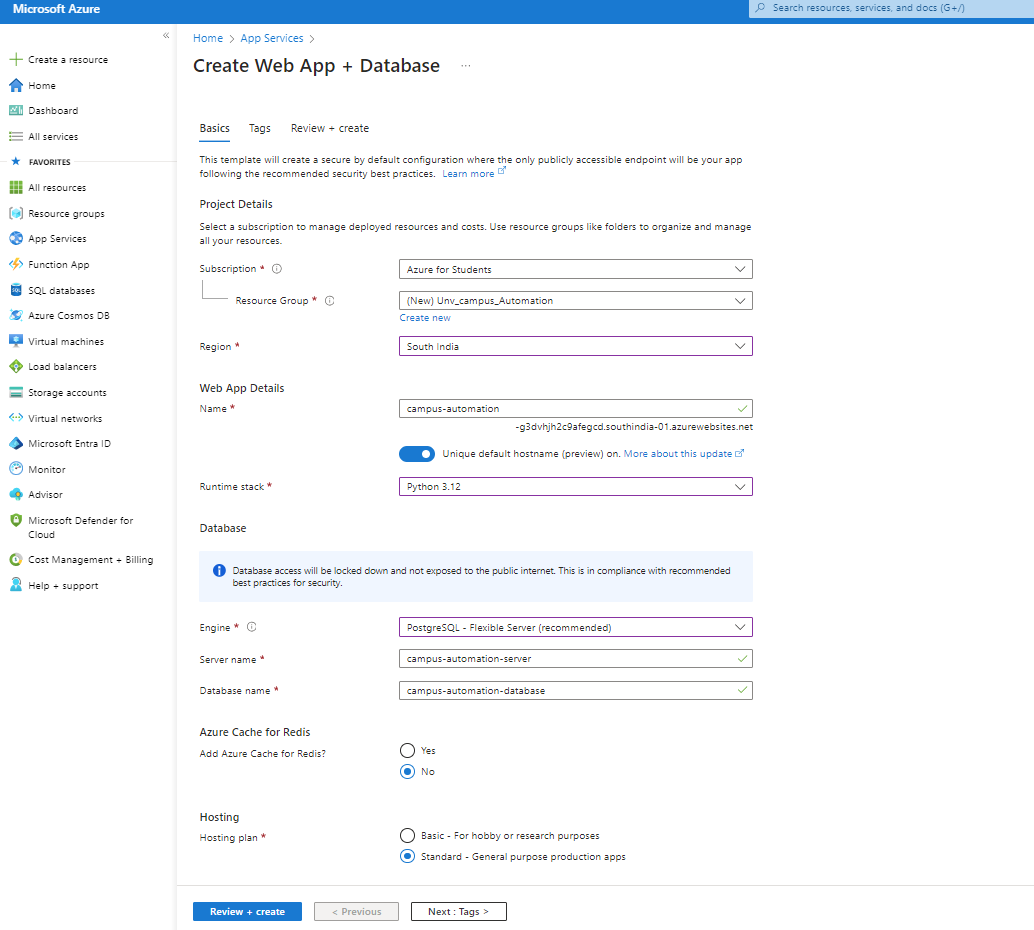 Microsoft Azure
Search resources, services, and docs (G+/)
«
Create a resource
Home
Dashboard
All services
FAVORITES
All resources
Resource groups
App Services
Function App
SQL databases
Azure Cosmos DB
Virtual machines
Load balancers
Storage accounts
Virtual networks
Microsoft Entra ID
Monitor
Advisor
Microsoft Defender for
Cloud
Cost Management + Billing
Help + support
Home > App Services >
Create Web App + Database ...
Basics Tags Review + create
This template will create a secure by default configuration where the only publicly accessible endpoint will be your app
following the recommended security best practices. Learn more
Project Details
Select a subscription to manage deployed resources and costs. Use resource groups like folders to organize and manage
all your resources.
Subscription * Azure for Students
Resource Group * (New) Unv_campus_Automation
Create new
Region * South India
Web App Details
Name * campus-automation
-g3dvhjh2c9afegcd.southindia-01.azurewebsites.net
Unique default hostname (preview) on. More about this update
Runtime stack * Python 3.12
Database
Database access will be locked down and not exposed to the public internet. This is in compliance with recommended
best practices for security.
Engine * PostgreSQL - Flexible Server (recommended)
Server name * campus-automation-server
Database name * campus-automation-database
Azure Cache for Redis
Add Azure Cache for Redis? Yes
No
Hosting
Hosting plan * Basic - For hobby or research purposes
Standard - General purpose production apps
Review + create < Previous Next : Tags >